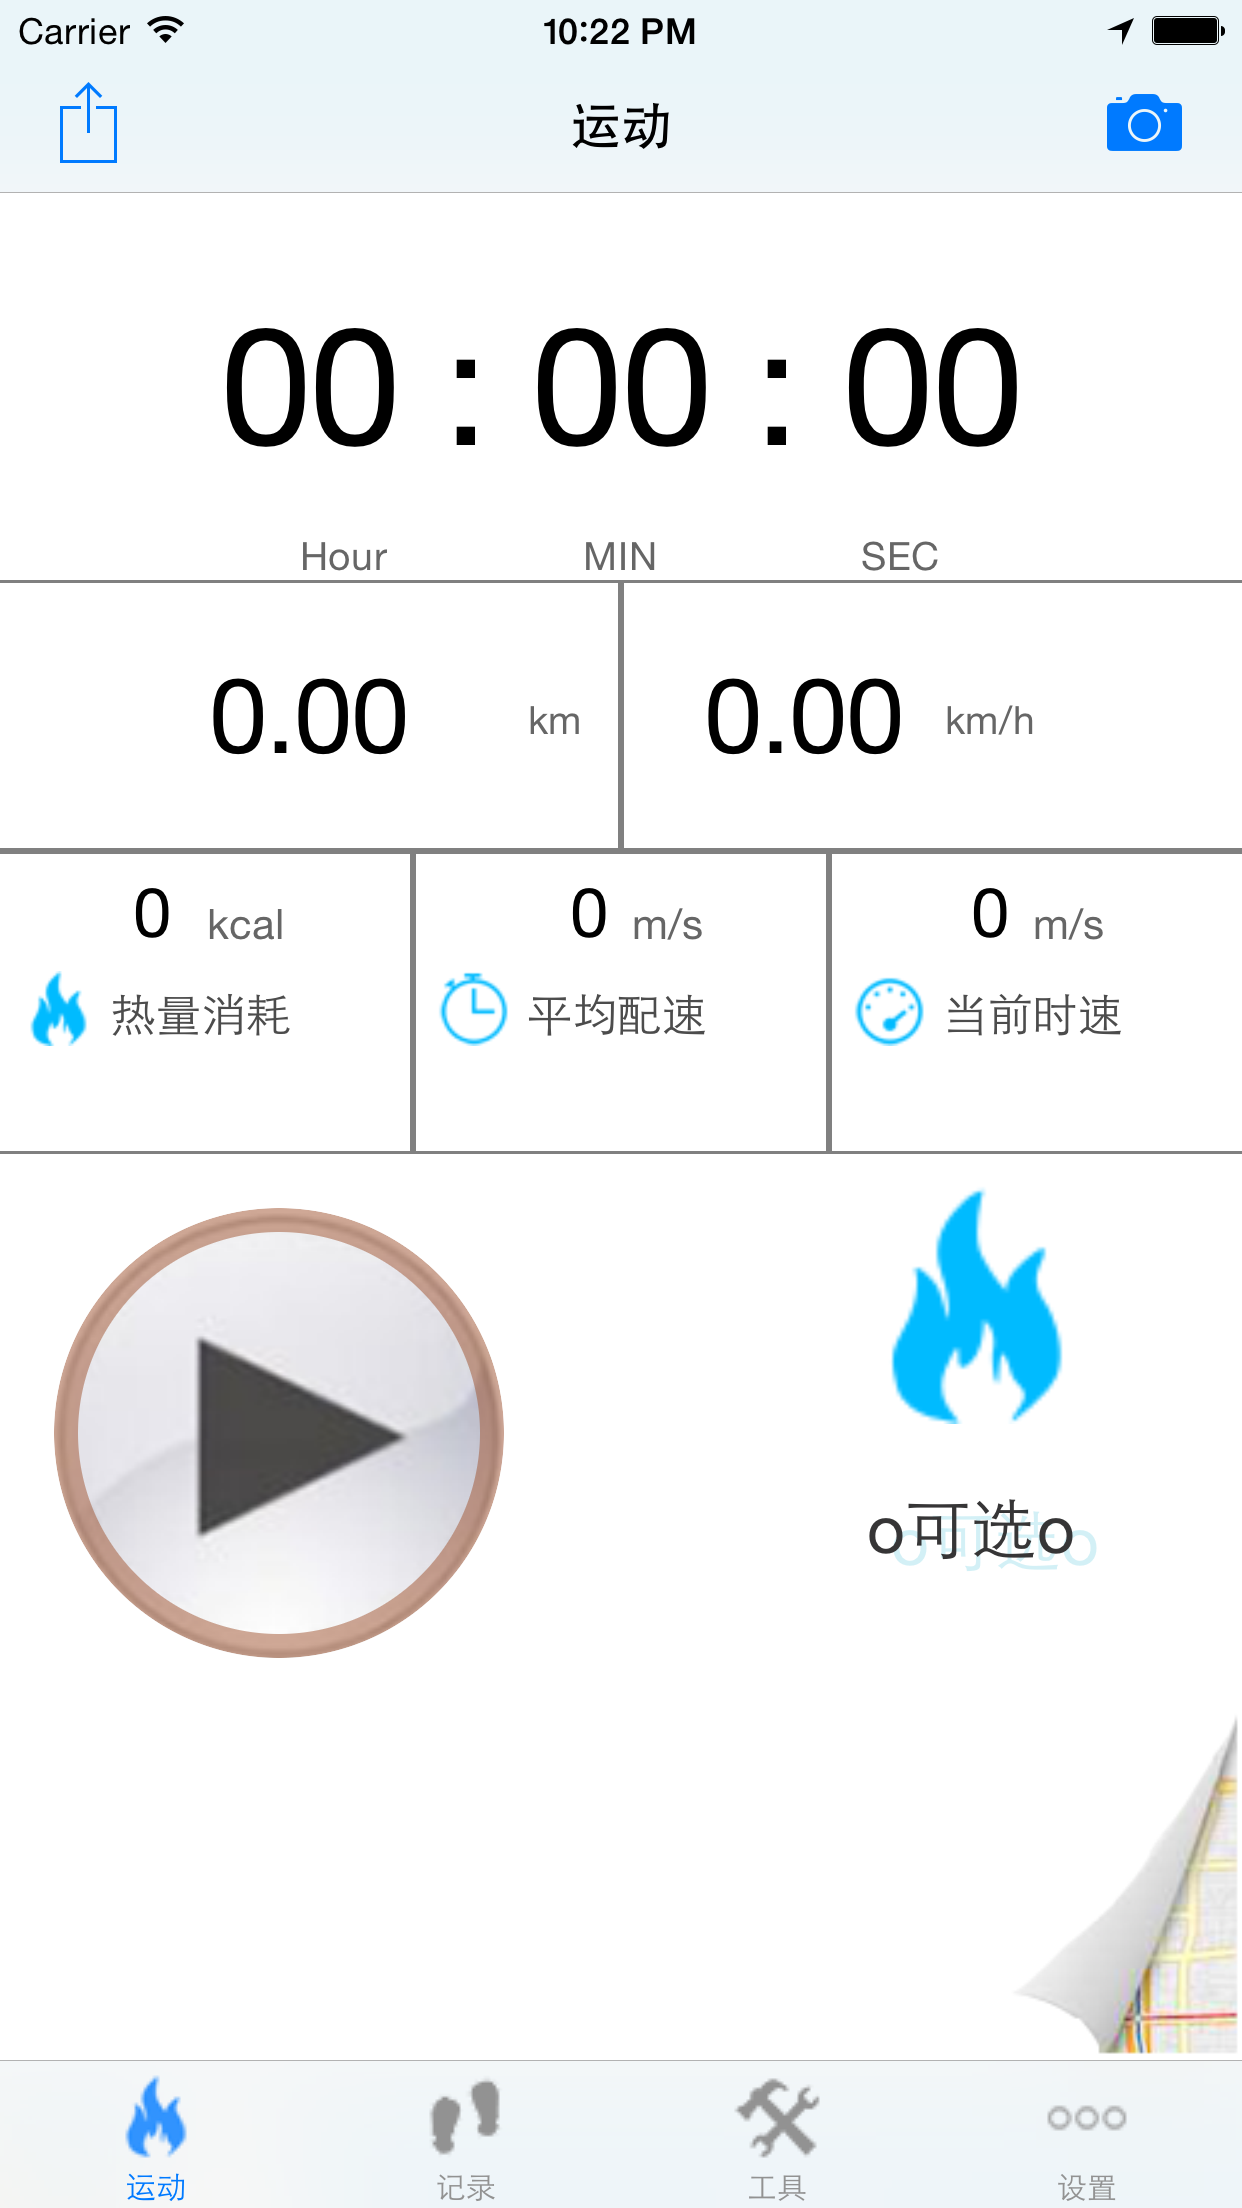 Carrier 10:22 PM
运动
00 : 00 : 00
Hour MIN SEC
0.00 km 0.00 km/h
0 kcal 0 m/s 0 m/s
热量消耗 平均配速 当前时速
o可选o
运动 记录 工具 设置